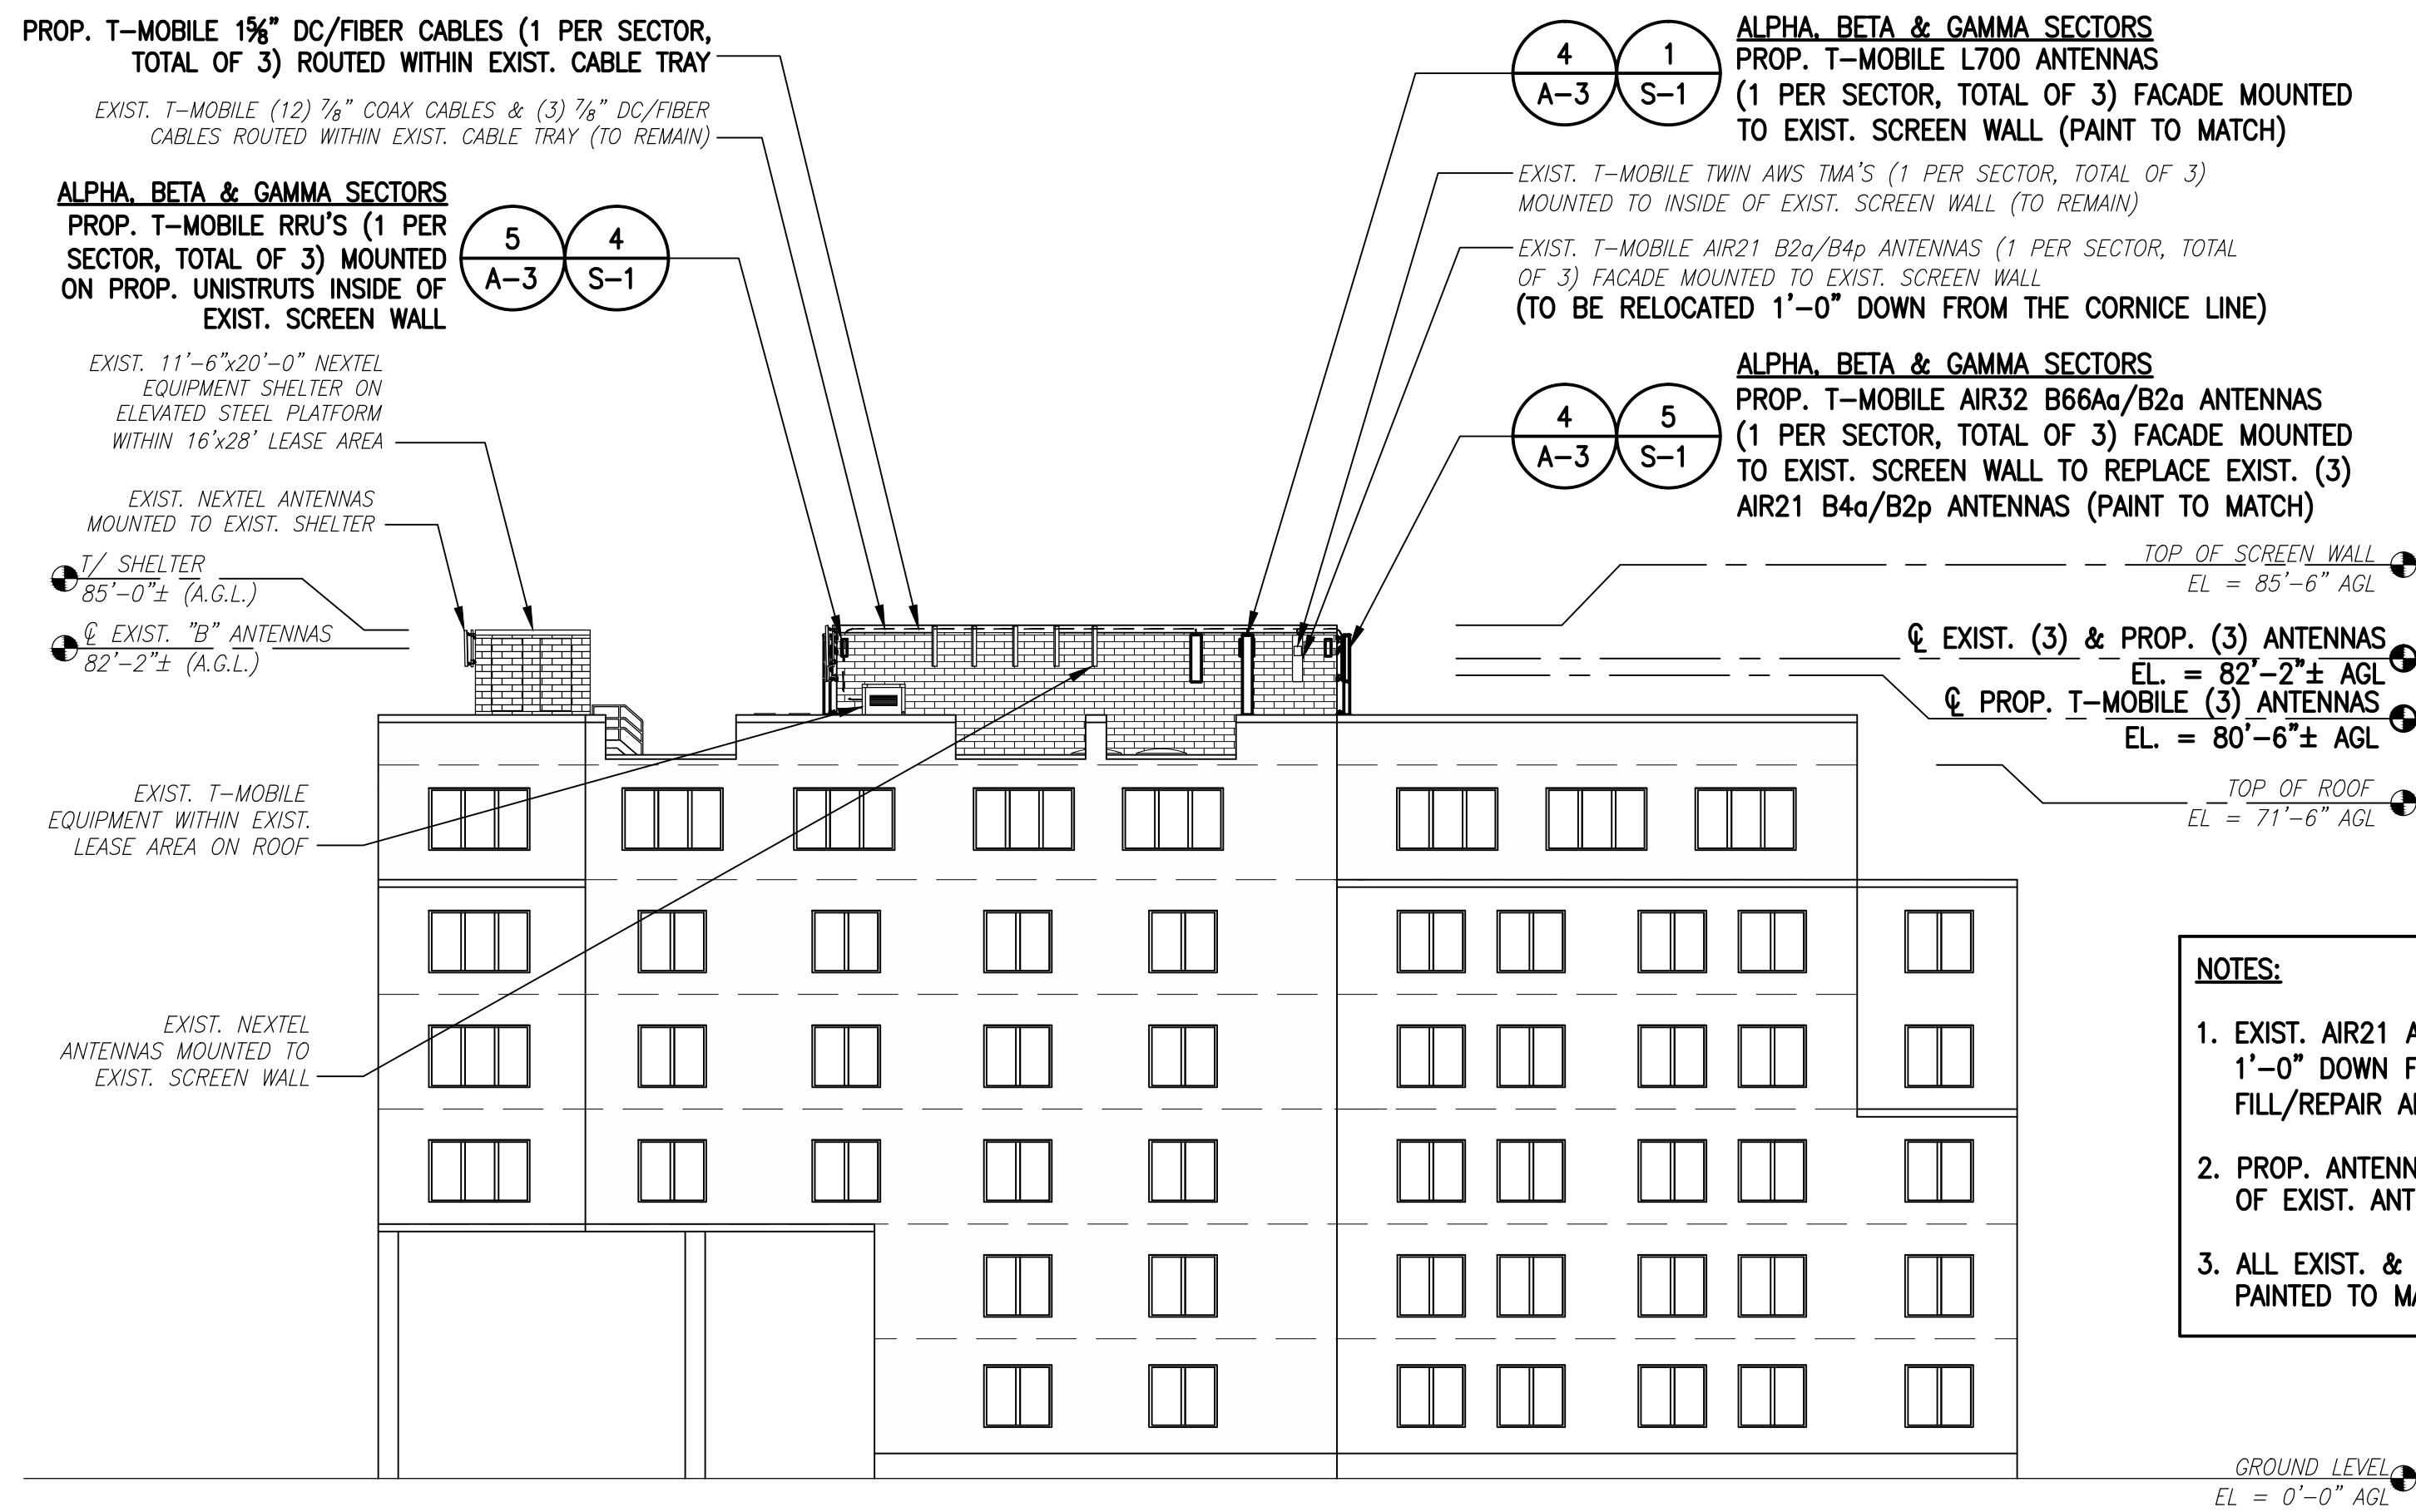 PROP. T-MOBILE 1⅝" DC/FIBER CABLES (1 PER SECTOR,
TOTAL OF 3) ROUTED WITHIN EXIST. CABLE TRAY
EXIST. T-MOBILE (12) ⅞" COAX CABLES & (3) ⅞" DC/FIBER
CABLES ROUTED WITHIN EXIST. CABLE TRAY (TO REMAIN)
ALPHA, BETA & GAMMA SECTORS
PROP. T-MOBILE RRU'S (1 PER
SECTOR, TOTAL OF 3) MOUNTED
ON PROP. UNISTRUTS INSIDE OF
EXIST. SCREEN WALL
5 4
A-3 S-1
EXIST. 11'-6"x20'-0" NEXTEL
EQUIPMENT SHELTER ON
ELEVATED STEEL PLATFORM
WITHIN 16'x28' LEASE AREA
EXIST. NEXTEL ANTENNAS
MOUNTED TO EXIST. SHELTER
T/ SHELTER
85'-0"± (A.G.L.)
℄ EXIST. "B" ANTENNAS
82'-2"± (A.G.L.)
EXIST. T-MOBILE
EQUIPMENT WITHIN EXIST.
LEASE AREA ON ROOF
EXIST. NEXTEL
ANTENNAS MOUNTED TO
EXIST. SCREEN WALL
4 1
A-3 S-1
ALPHA, BETA & GAMMA SECTORS
PROP. T-MOBILE L700 ANTENNAS
(1 PER SECTOR, TOTAL OF 3) FACADE MOUNTED
TO EXIST. SCREEN WALL (PAINT TO MATCH)
EXIST. T-MOBILE TWIN AWS TMA'S (1 PER SECTOR, TOTAL OF 3)
MOUNTED TO INSIDE OF EXIST. SCREEN WALL (TO REMAIN)
EXIST. T-MOBILE AIR21 B2a/B4p ANTENNAS (1 PER SECTOR, TOTAL
OF 3) FACADE MOUNTED TO EXIST. SCREEN WALL
(TO BE RELOCATED 1'-0" DOWN FROM THE CORNICE LINE)
4 5
A-3 S-1
ALPHA, BETA & GAMMA SECTORS
PROP. T-MOBILE AIR32 B66Aa/B2a ANTENNAS
(1 PER SECTOR, TOTAL OF 3) FACADE MOUNTED
TO EXIST. SCREEN WALL TO REPLACE EXIST. (3)
AIR21 B4a/B2p ANTENNAS (PAINT TO MATCH)
TOP OF SCREEN WALL
EL = 85'-6" AGL
℄ EXIST. (3) & PROP. (3) ANTENNAS
EL. = 82'-2"± AGL
℄ PROP. T-MOBILE (3) ANTENNAS
EL. = 80'-6"± AGL
TOP OF ROOF
EL = 71'-6" AGL
NOTES:
1. EXIST. AIR21
1'-0" DOWN
FILL/REPAIR
2. PROP.
OF EXIST.
3. ALL EXIST. &
PAINTED TO
GROUND LEVEL
EL = 0'-0" AGL